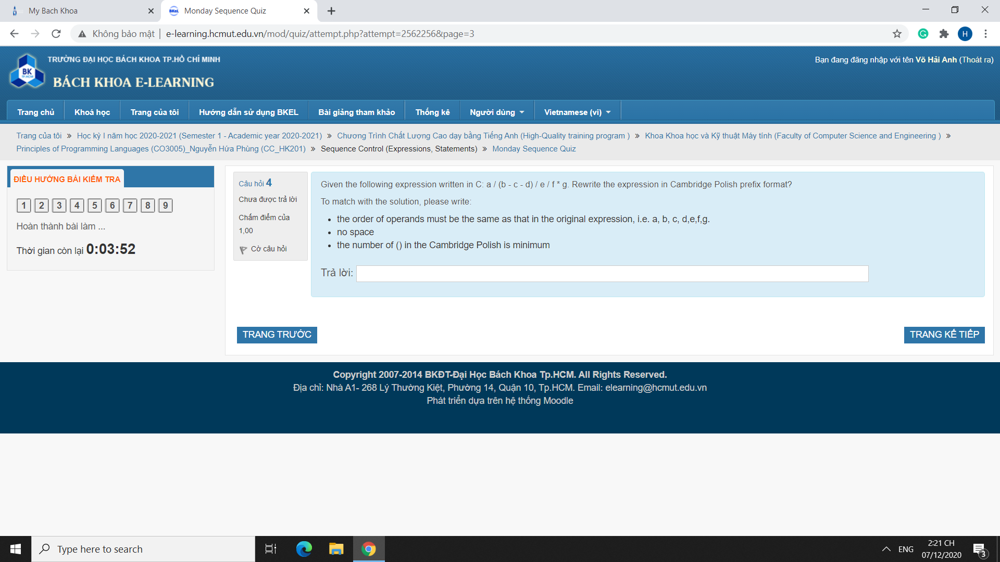 My Bach Khoa
BKeL Monday Sequence Quiz
Không bảo mật | e-learning.hcmut.edu.vn/mod/quiz/attempt.php?attempt=2562256&page=3
H
BK
TP.HCM
TRƯỜNG ĐẠI HỌC BÁCH KHOA TP.HỒ CHÍ MINH
BÁCH KHOA E-LEARNING
Bạn đang đăng nhập với tên Võ Hải Anh (Thoát ra)
Trang chủ Khoá học Trang của tôi Hướng dẫn sử dụng BKEL Bài giảng tham khảo Thống kê Người dùng Vietnamese (vi)
Trang của tôi » Học kỳ I năm học 2020-2021 (Semester 1 - Academic year 2020-2021) » Chương Trình Chất Lượng Cao dạy bằng Tiếng Anh (High-Quality training program ) » Khoa Khoa học và Kỹ thuật Máy tính (Faculty of Computer Science and Engineering ) »
Principles of Programming Languages (CO3005)_Nguyễn Hứa Phùng (CC_HK201) » Sequence Control (Expressions, Statements) » Monday Sequence Quiz
ĐIỀU HƯỚNG BÀI KIỂM TRA
1 2 3 4 5 6 7 8 9
Hoàn thành bài làm ...
Thời gian còn lại 0:03:52
Câu hỏi 4
Chưa được trả lời
Chấm điểm của
1,00
Cờ câu hỏi
Given the following expression written in C: a / (b - c - d) / e / f * g. Rewrite the expression in Cambridge Polish prefix format?
To match with the solution, please write:
• the order of operands must be the same as that in the original expression, i.e. a, b, c, d,e,f,g.
• no space
• the number of () in the Cambridge Polish is minimum
Trả lời:
TRANG TRƯỚC
TRANG KẾ TIẾP
Copyright 2007-2014 BKĐT-Đại Học Bách Khoa Tp.HCM. All Rights Reserved.
Địa chỉ: Nhà A1- 268 Lý Thường Kiệt, Phường 14, Quận 10, Tp.HCM. Email: elearning@hcmut.edu.vn
Phát triển dựa trên hệ thống Moodle
Type here to search
ENG
2:21 CH
07/12/2020
3